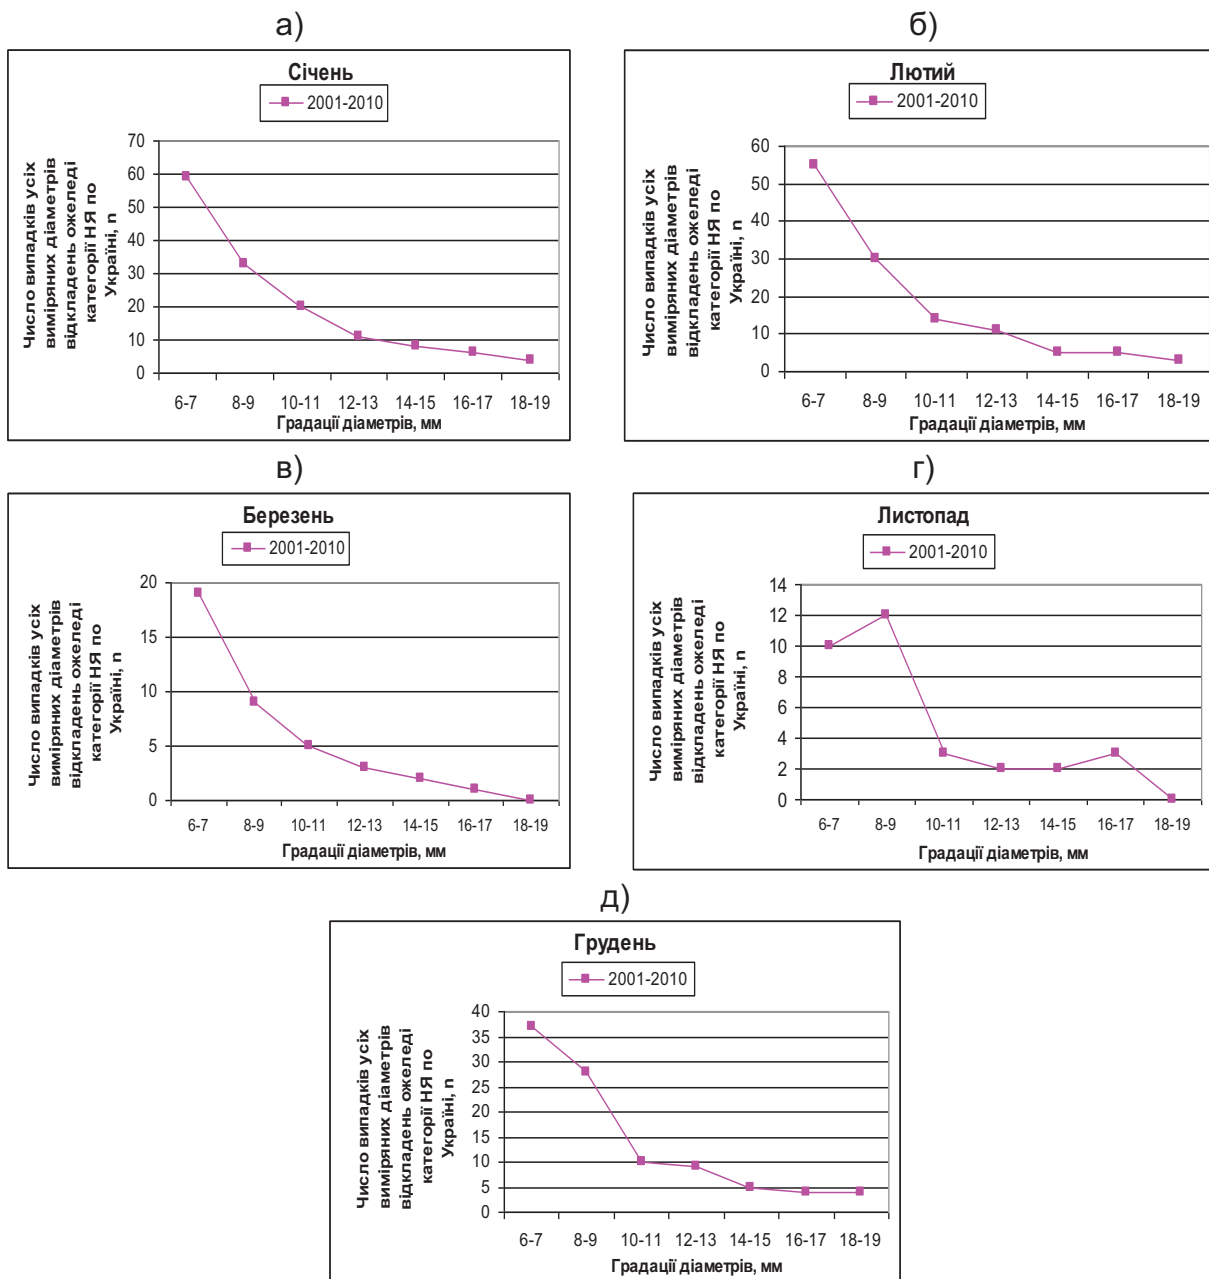 а)
Січень
2001-2010
Число випадків усіх
виміряних діаметрів
відкладень ожеледі
категорії НЯ по
Україні, n
70
60
50
40
30
20
10
0
6-7 8-9 10-11 12-13 14-15 16-17 18-19
Градації діаметрів, мм
б)
Лютий
2001-2010
Число випадків усіх
виміряних діаметрів
відкладень ожеледі
категорії НЯ по
Україні, n
60
50
40
30
20
10
0
6-7 8-9 10-11 12-13 14-15 16-17 18-19
Градації діаметрів, мм
в)
Березень
2001-2010
Число випадків усіх
виміряних діаметрів
відкладень ожеледі
категорії НЯ по
Україні, n
20
15
10
5
0
6-7 8-9 10-11 12-13 14-15 16-17 18-19
Градації діаметрів, мм
г)
Листопад
2001-2010
Число випадків усіх
виміряних діаметрів
відкладень ожеледі
категорії НЯ по
Україні, n
14
12
10
8
6
4
2
0
6-7 8-9 10-11 12-13 14-15 16-17 18-19
Градації діаметрів, мм
д)
Грудень
2001-2010
Число випадків усіх
виміряних діаметрів
відкладень ожеледі
категорії НЯ по
Україні, n
40
35
30
25
20
15
10
5
0
6-7 8-9 10-11 12-13 14-15 16-17 18-19
Градації діаметрів, мм